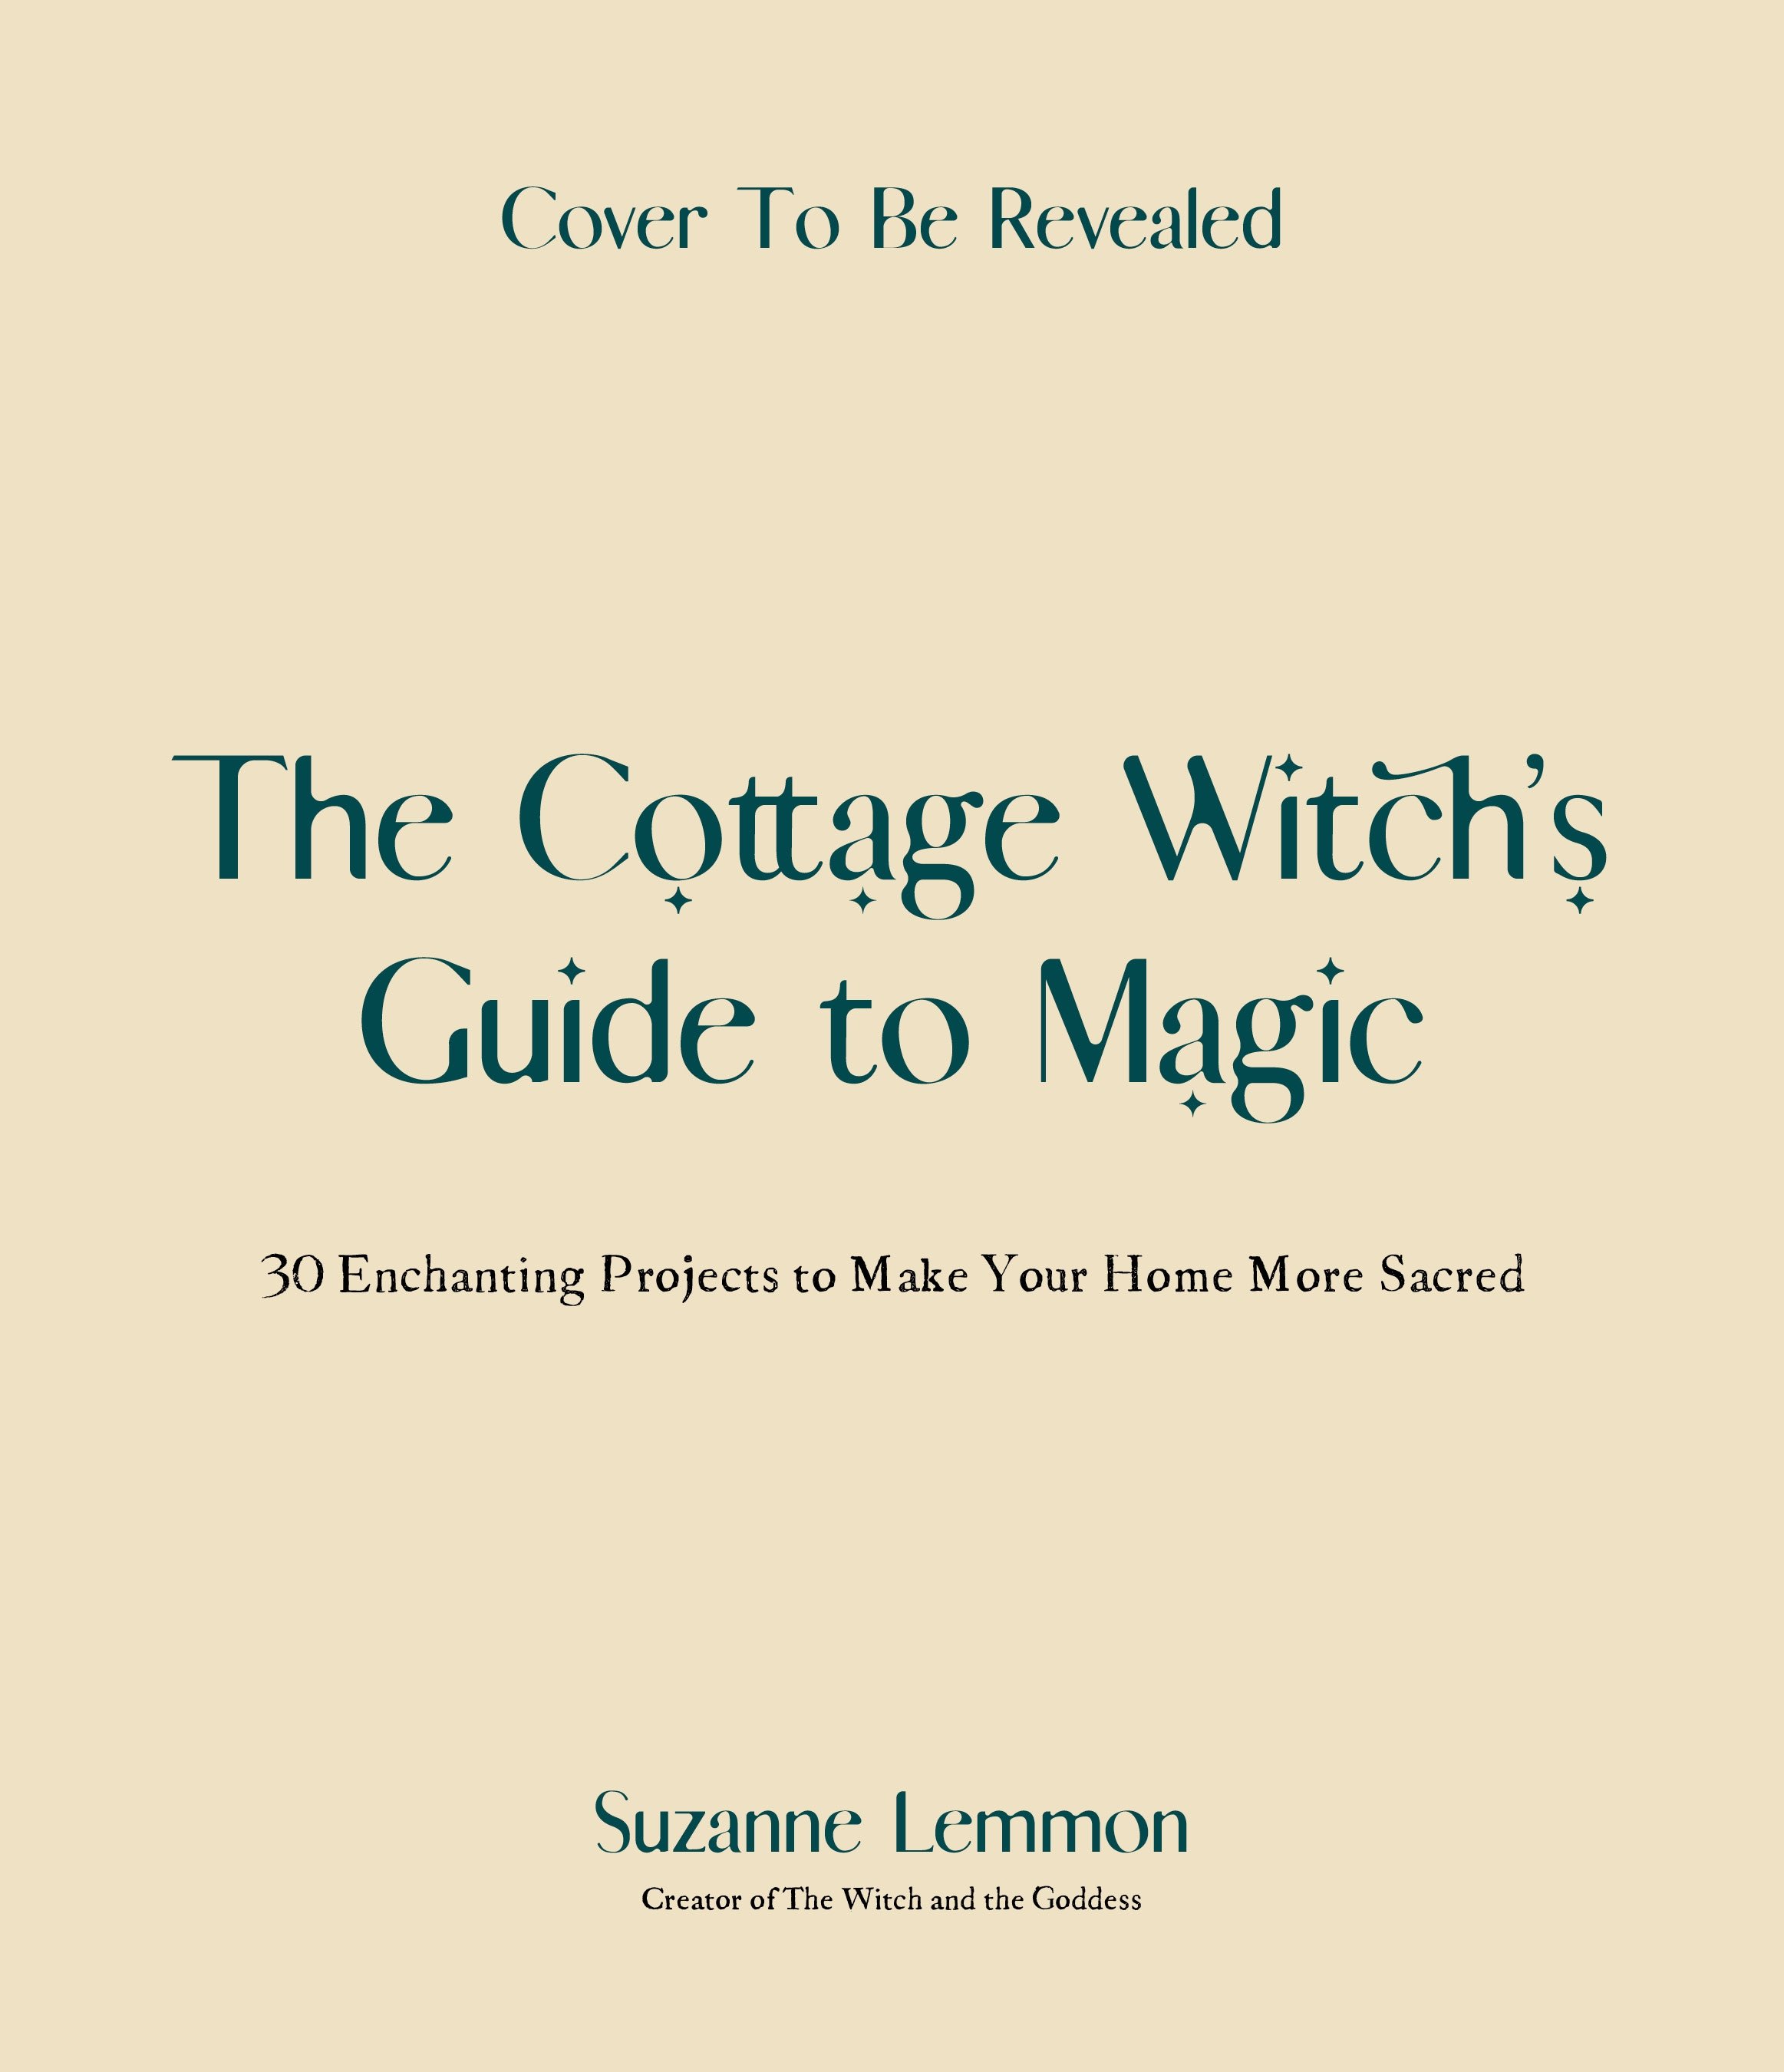 Cover To Be Revealed
The Cottage Witch’s
Guide to Magic
30 Enchanting Projects to Make Your Home More Sacred
Suzanne Lemmon
Creator of The Witch and the Goddess